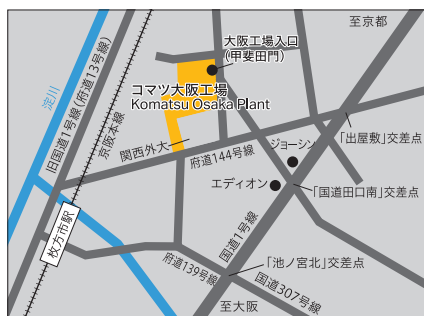 至京都
大阪工場入口
(甲斐田門)
コマツ大阪工場
Komatsu Osaka Plant
淀川
旧国道1号線(府道13号線)
京阪本線
関西外大
府道144号線
ジョーシン
「出屋敷」交差点
エディオン
「国道田口南」交差点
枚方市駅
国道1号線
府道139号線
「池ノ宮北」交差点
国道307号線
至大阪